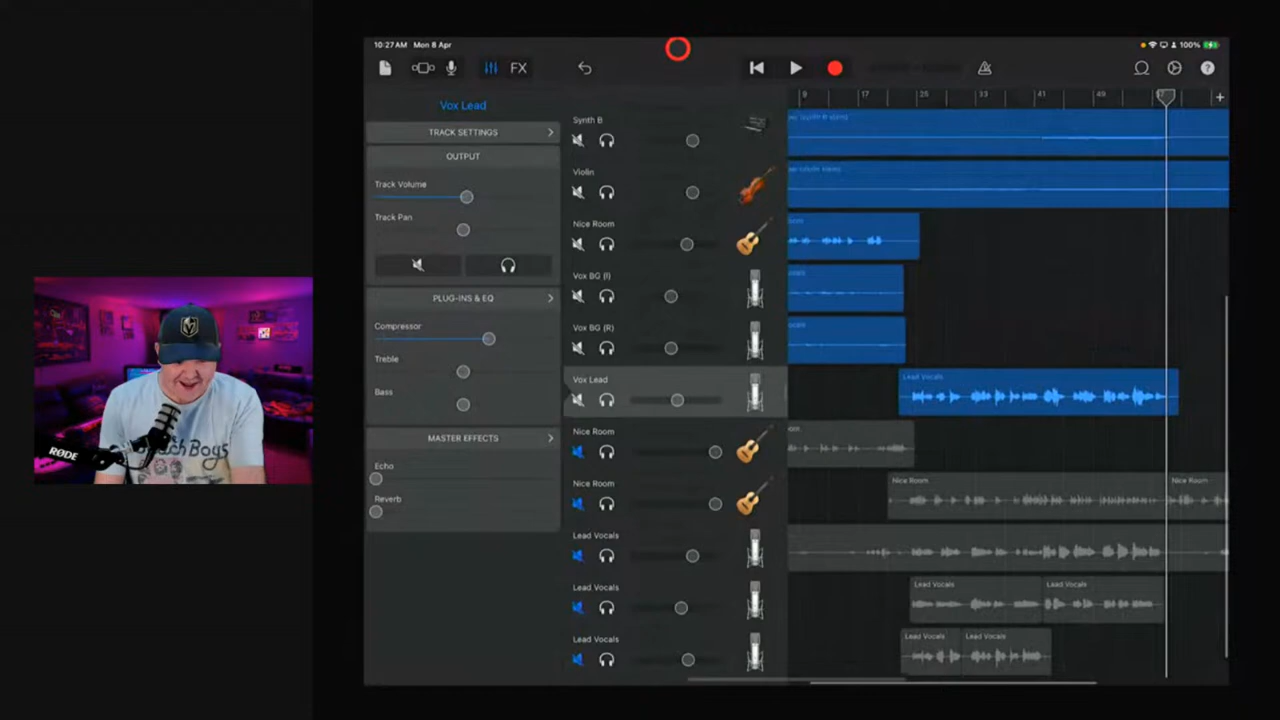 10:27AM Mon 8 Apr
100%
FX
?
Vox Lead
TRACK SETTINGS
OUTPUT
Track Volume
Track Pan
PLUG-INS & EQ
Compressor
Treble
Bass
MASTER EFFECTS
Echo
Reverb
Synth B
Violin
Nice Room
Vox BG (l)
Vox BG (R)
Vox Lead
Nice Room
Nice Room
Lead Vocals
Lead Vocals
Lead Vocals
9 17 25 33 41 49
+
Lead Vocals
Nice Room
Nice Room
Lead Vocals
Lead Vocals
Lead Vocals
Lead Vocals
RØDE
Beach Boys